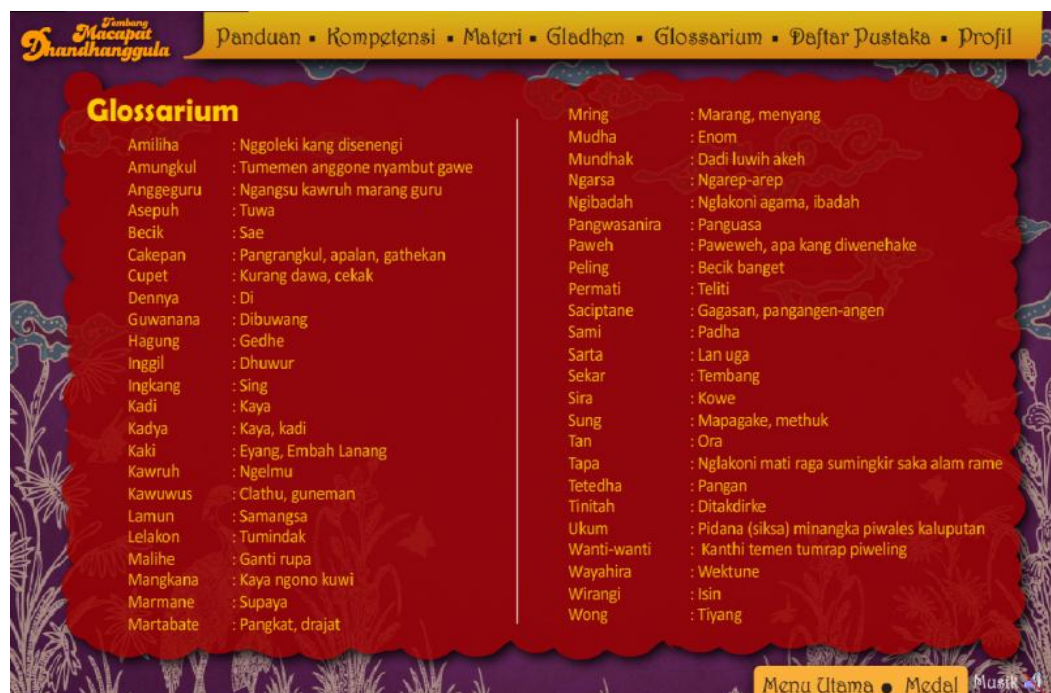 Tembang
Macapat
Dhandhanggula
Panduan ▪ Kompetensi ▪ Materi ▪ Gladhen ▪ Glossarium ▪ Daftar Pustaka ▪ Profil
Glossarium
Amiliha : Nggoleki kang disenengi
Amungkul : Tumemen anggone nyambut gawe
Anggeguru : Ngangsu kawruh marang guru
Asepuh : Tuwa
Becik : Sae
Cakepan : Pangrangkul, apalan, gathekan
Cupet : Kurang dawa, cekak
Dennya : Di
Guwanana : Dibuwang
Hagung : Gedhe
Inggil : Dhuwur
Ingkang : Sing
Kadi : Kaya
Kadya : Kaya, kadi
Kaki : Eyang, Embah Lanang
Kawruh : Ngelmu
Kawuwus : Clathu, guneman
Lamun : Samangsa
Lelakon : Tumindak
Malihe : Ganti rupa
Mangkana : Kaya ngono kuwi
Marmane : Supaya
Martabate : Pangkat, drajat
Mring : Marang, menyang
Mudha : Enom
Mundhak : Dadi luwih akeh
Ngarsa : Ngarep-arep
Ngibadah : Nglakoni agama, ibadah
Pangwasanira : Panguasa
Paweh : Paweweh, apa kang diwenehake
Peling : Becik banget
Permati : Teliti
Saciptane : Gagasan, pangangen-angen
Sami : Padha
Sarta : Lan uga
Sekar : Tembang
Sira : Kowe
Sung : Mapagake, methuk
Tan : Ora
Tapa : Nglakoni mati raga sumingkir saka alam rame
Tetedha : Pangan
Tinitah : Ditakdirke
Ukum : Pidana (siksa) minangka piwales kaluputan
Wanti-wanti : Kanthi temen tumrap piweling
Wayahira : Wektune
Wirangi : Isin
Wong : Tiyang
Menu Utama ● Medal Musik